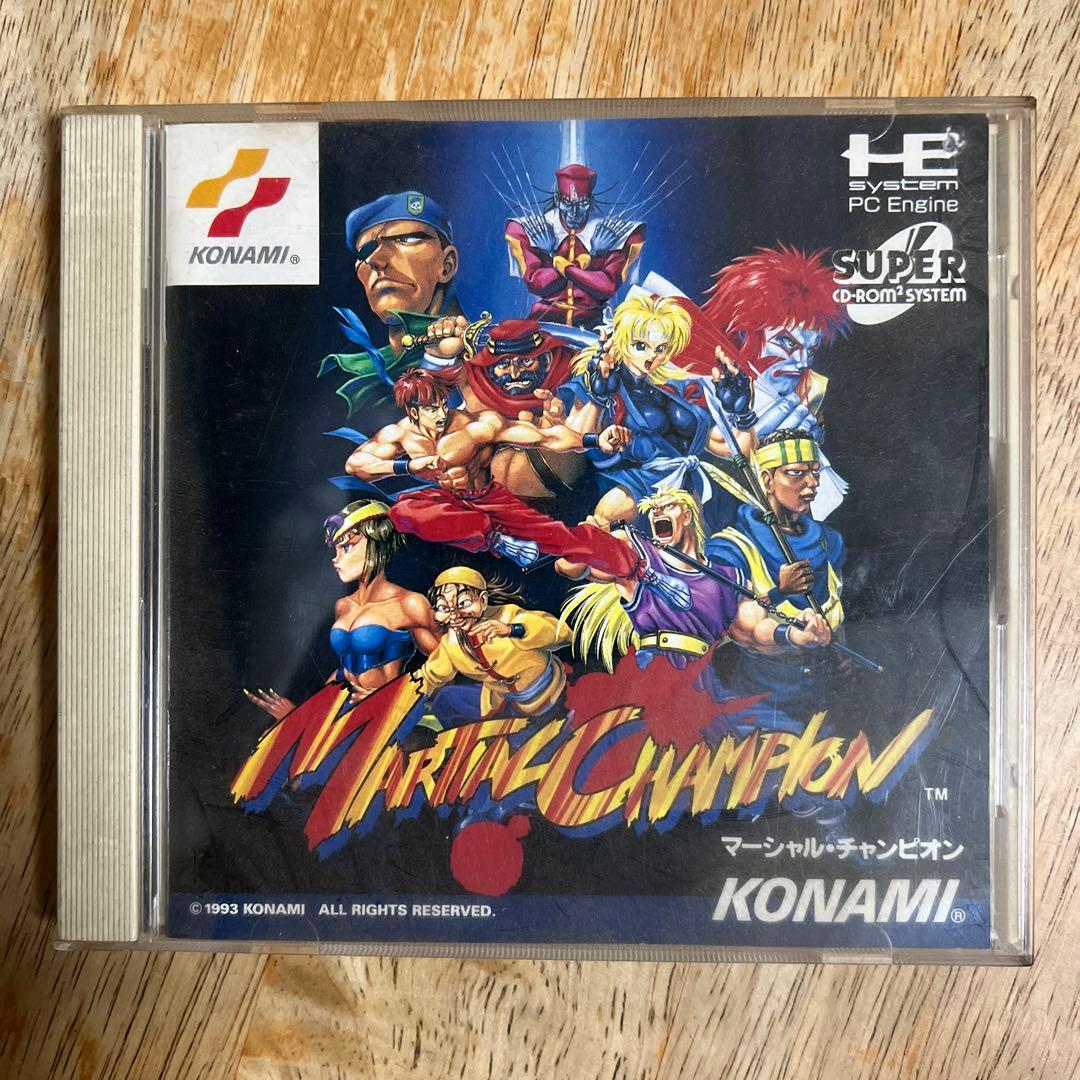 KONAMI®
HE
system
PC Engine
SUPER
CD-ROM² SYSTEM
MARTIAL CHAMPION ™
マーシャル・チャンピオン
© 1993 KONAMI ALL RIGHTS RESERVED.
KONAMI®